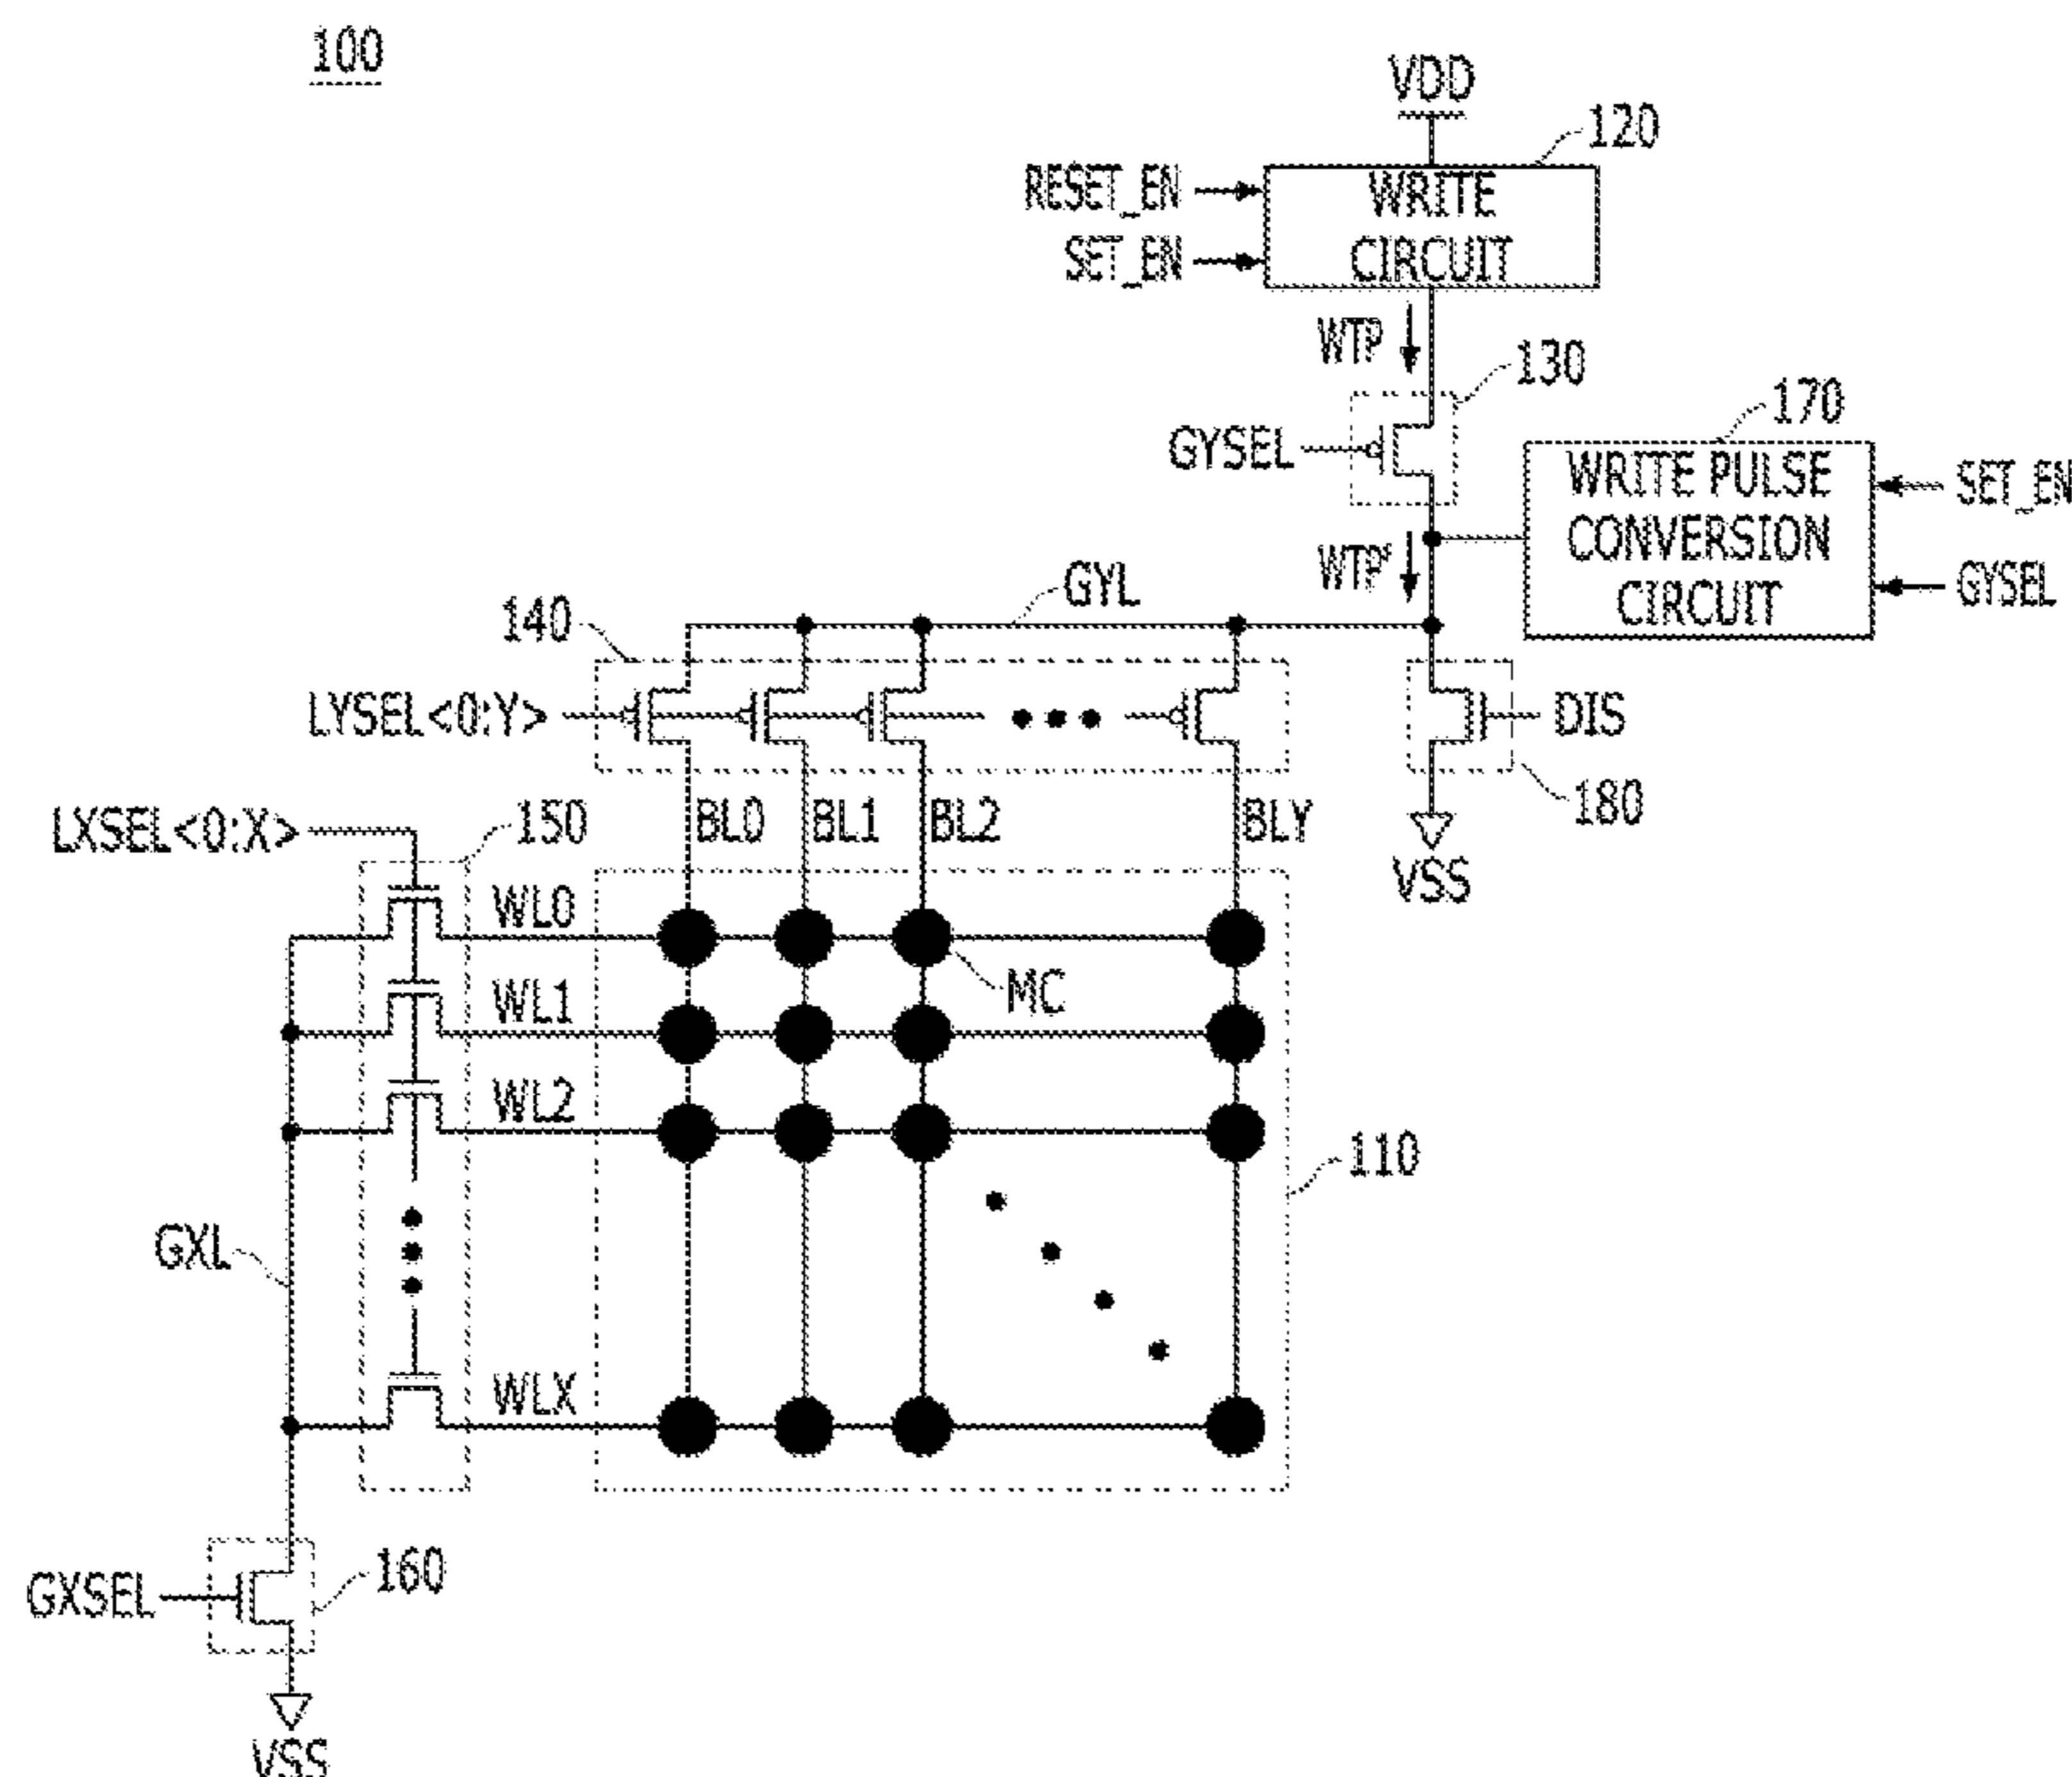 100
VDD
120
RESET_EN
WRITE
SET_EN
CIRCUIT
WTP
130
170
GYSEL
WRITE PULSE
SET_EN
CONVERSION
WTP'
GYL
CIRCUIT
GYSEL
140
LYSEL<0:Y>
DIS
180
LXSEL<0:X>
150
BL0
BL1
BL2
BLY
VSS
WL0
MC
WL1
WL2
110
GXL
WLX
160
GXSEL
VSS